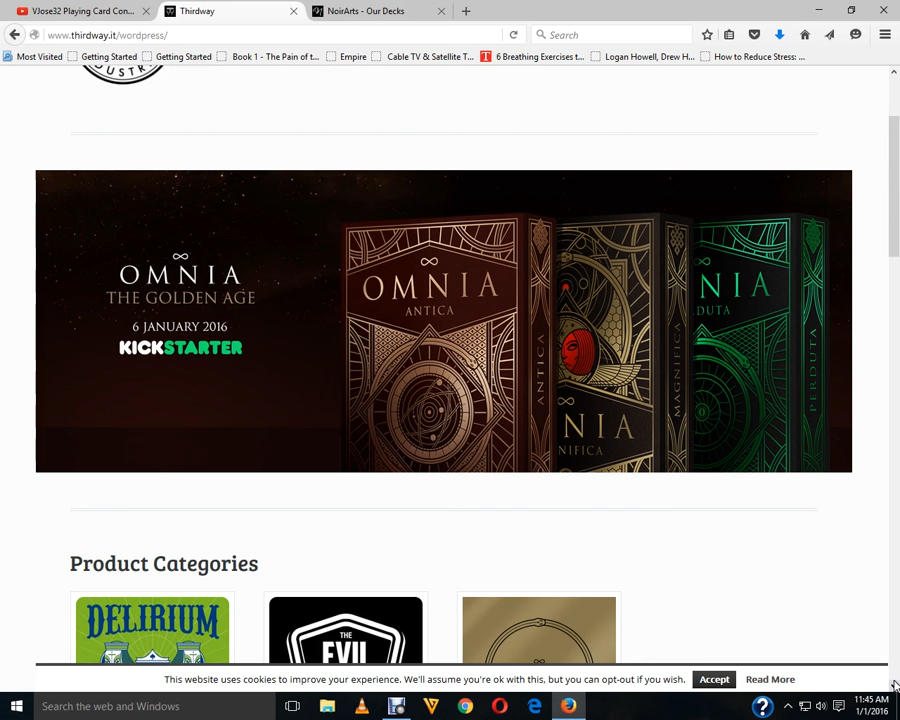 VJose32 Playing Card Con...
Thirdway
NoirArts - Our Decks
www.thirdway.it/wordpress/
Search
Most Visited
Getting Started
Getting Started
Book 1 - The Pain of t...
Empire
Cable TV & Satellite T...
6 Breathing Exercises t...
Logan Howell, Drew H...
How to Reduce Stress: ...
OMNIA
THE GOLDEN AGE
6 JANUARY 2016
KICKSTARTER
OMNIA
ANTICA
ANTICA
NIA
NIFICA
MAGNIFICA
NIA
DUTA
PERDUTA
Product Categories
DELIRIUM
THE
EVIL
This website uses cookies to improve your experience. We'll assume you're ok with this, but you can opt-out if you wish.
Accept
Read More
Search the web and Windows
11:45 AM
1/1/2016